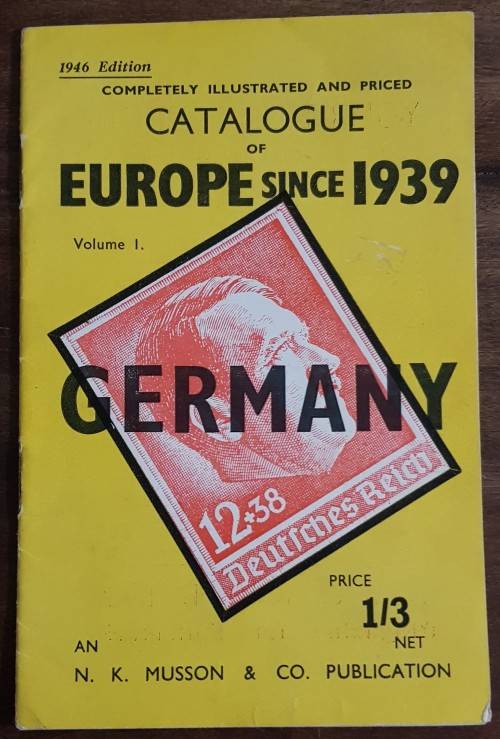 1946 Edition
COMPLETELY ILLUSTRATED AND PRICED
CATALOGUE
OF
EUROPE SINCE 1939
Volume 1.
GERMANY
12+38
Deutsches Reich
PRICE
1/3
AN NET
N. K. MUSSON & CO. PUBLICATION